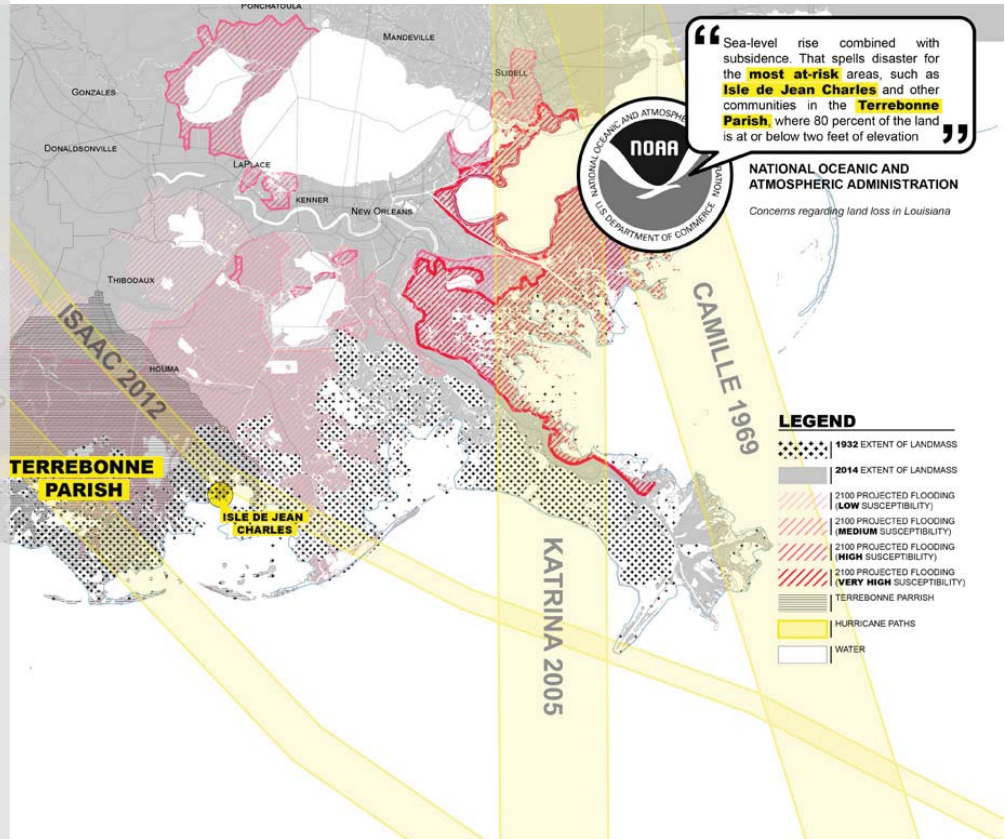 PONCHATOULA
MANDEVILLE
SLIDELL
GONZALES
DONALDSONVILLE
LAPLACE
KENNER
NEW ORLEANS
THIBODAUX
HOUMA
“ Sea-level rise combined with
subsidence. That spells disaster for
the most at-risk areas, such as
Isle de Jean Charles and other
communities in the Terrebonne
Parish, where 80 percent of the land
is at or below two feet of elevation ”
NOAA
NATIONAL OCEANIC AND ATMOSPHE
RATION
U.S. DEPARTMENT OF COMMERCE
NATIONAL OCEANIC AND
ATMOSPHERIC ADMINISTRATION
Concerns regarding land loss in Louisiana
ISAAC 2012
KATRINA 2005
CAMILLE 1969
TERREBONNE
PARISH
ISLE DE JEAN
CHARLES
LEGEND
1932 EXTENT OF LANDMASS
2014 EXTENT OF LANDMASS
2100 PROJECTED FLOODING
(LOW SUSCEPTIBILITY)
2100 PROJECTED FLOODING
(MEDIUM SUSCEPTIBILITY)
2100 PROJECTED FLOODING
(HIGH SUSCEPTIBILITY)
2100 PROJECTED FLOODING
(VERY HIGH SUSCEPTIBILITY)
TERREBONNE PARRISH
HURRICANE PATHS
WATER